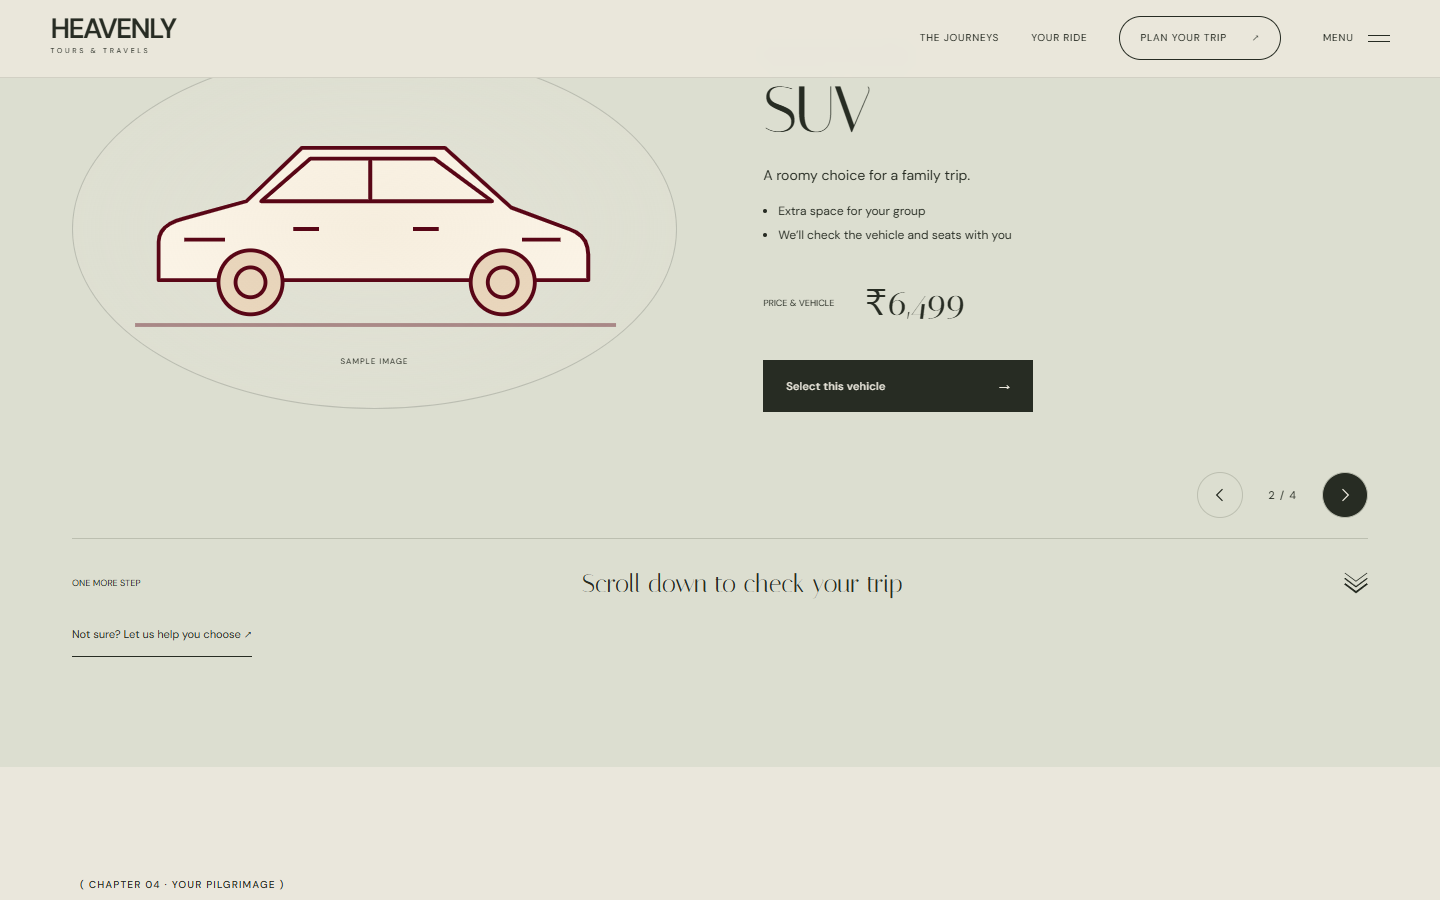 HEAVENLY
TOURS & TRAVELS
THE JOURNEYS
YOUR RIDE
PLAN YOUR TRIP ↗
MENU
SUV
A roomy choice for a family trip.
• Extra space for your group
• We'll check the vehicle and seats with you
PRICE & VEHICLE
₹6,499
Select this vehicle →
SAMPLE IMAGE
2 / 4
ONE MORE STEP
Scroll down to check your trip
Not sure? Let us help you choose ↗
( CHAPTER 04 · YOUR PILGRIMAGE )